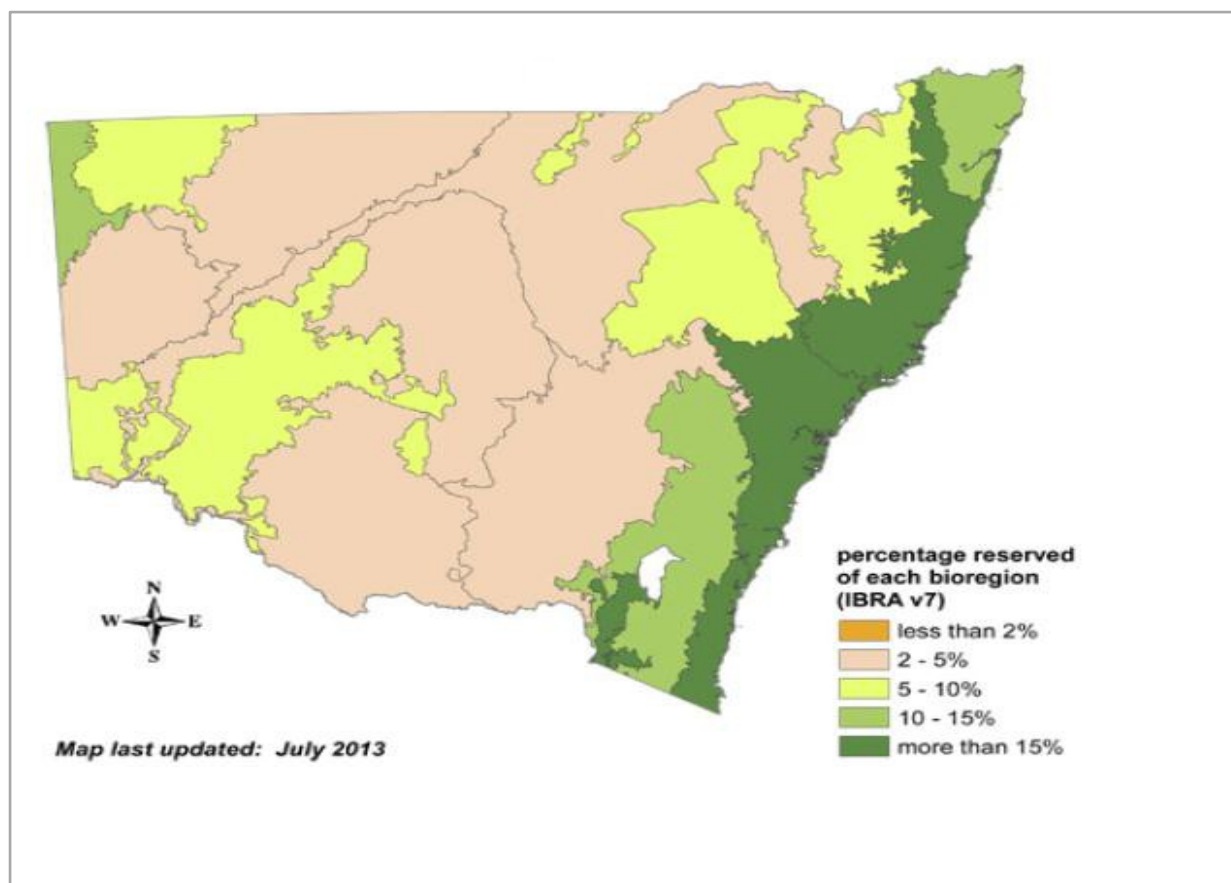 N
W E
S
Map last updated: July 2013
percentage reserved
of each bioregion
(IBRA v7)
less than 2%
2 - 5%
5 - 10%
10 - 15%
more than 15%